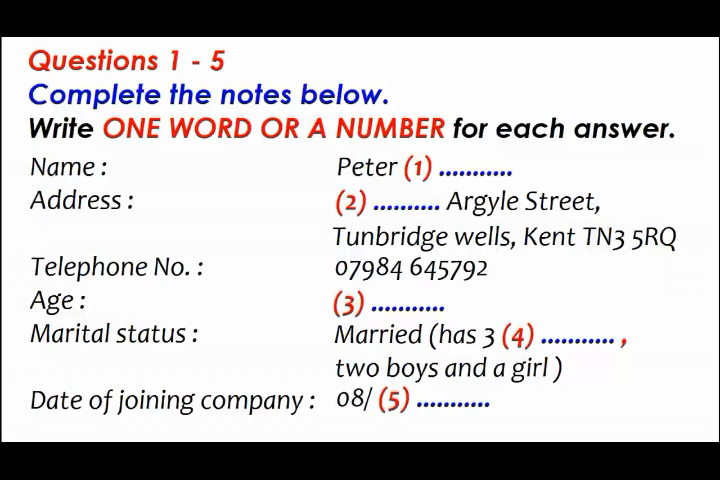 Questions 1 - 5
Complete the notes below.
Write ONE WORD OR A NUMBER for each answer.
Name : Peter (1) ...........
Address : (2) .......... Argyle Street,
Tunbridge wells, Kent TN3 5RQ
Telephone No. : 07984 645792
Age : (3) ...........
Marital status : Married (has 3 (4) ........... ,
two boys and a girl )
Date of joining company : 08/ (5) ...........